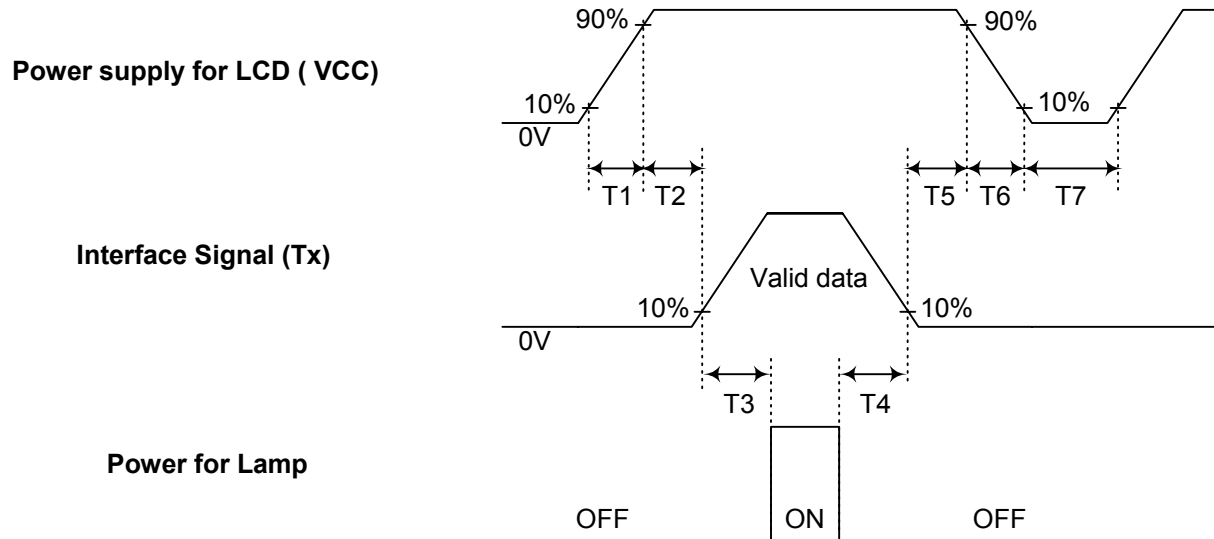 90%
90%
Power supply for LCD ( VCC)
10%
10%
0V
T1
T2
T5
T6
T7
Interface Signal (Tx)
Valid data
10%
10%
0V
T3
T4
Power for Lamp
OFF
ON
OFF